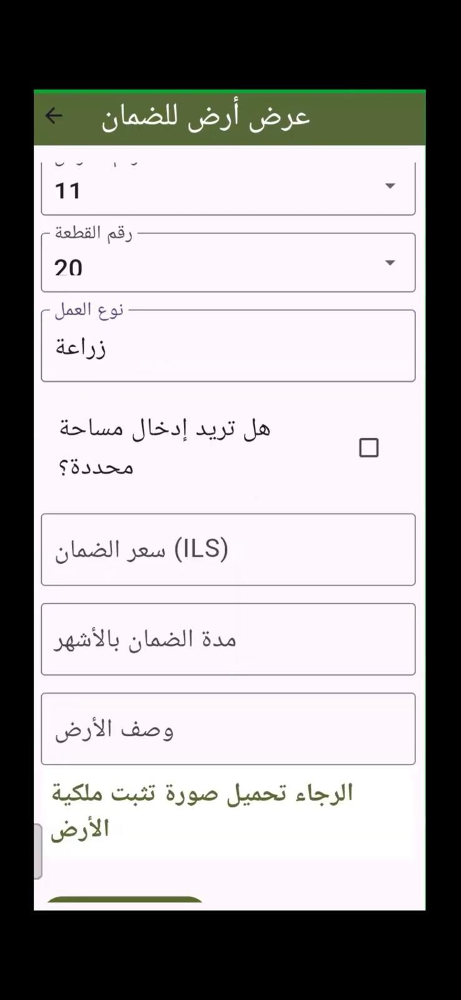 عرض أرض للضمان
11
رقم القطعة
20
نوع العمل
زراعة
هل تريد إدخال مساحة
محددة؟
سعر الضمان (ILS)
مدة الضمان بالأشهر
وصف الأرض
الرجاء تحميل صورة تثبت ملكية
الأرض